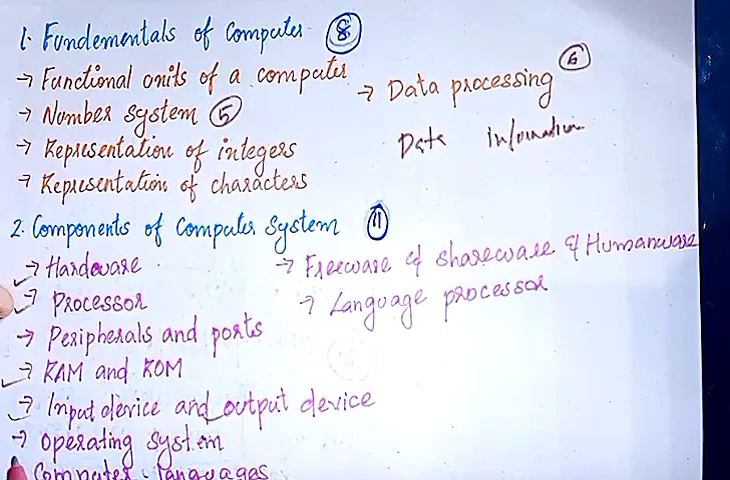 1. Fundementals of Computer 8
→ Functional units of a computer
→ Data processing 6
→ Number system 5
Data Information
→ Representation of integers
→ Representation of characters
2. Components of Computer System 11
→ Hardware
→ Freeware & shareware & Humanware
→ Processor
→ Language processor
→ Peripherals and ports
→ RAM and ROM
→ Input device and output device
→ Operating system
Computer languages